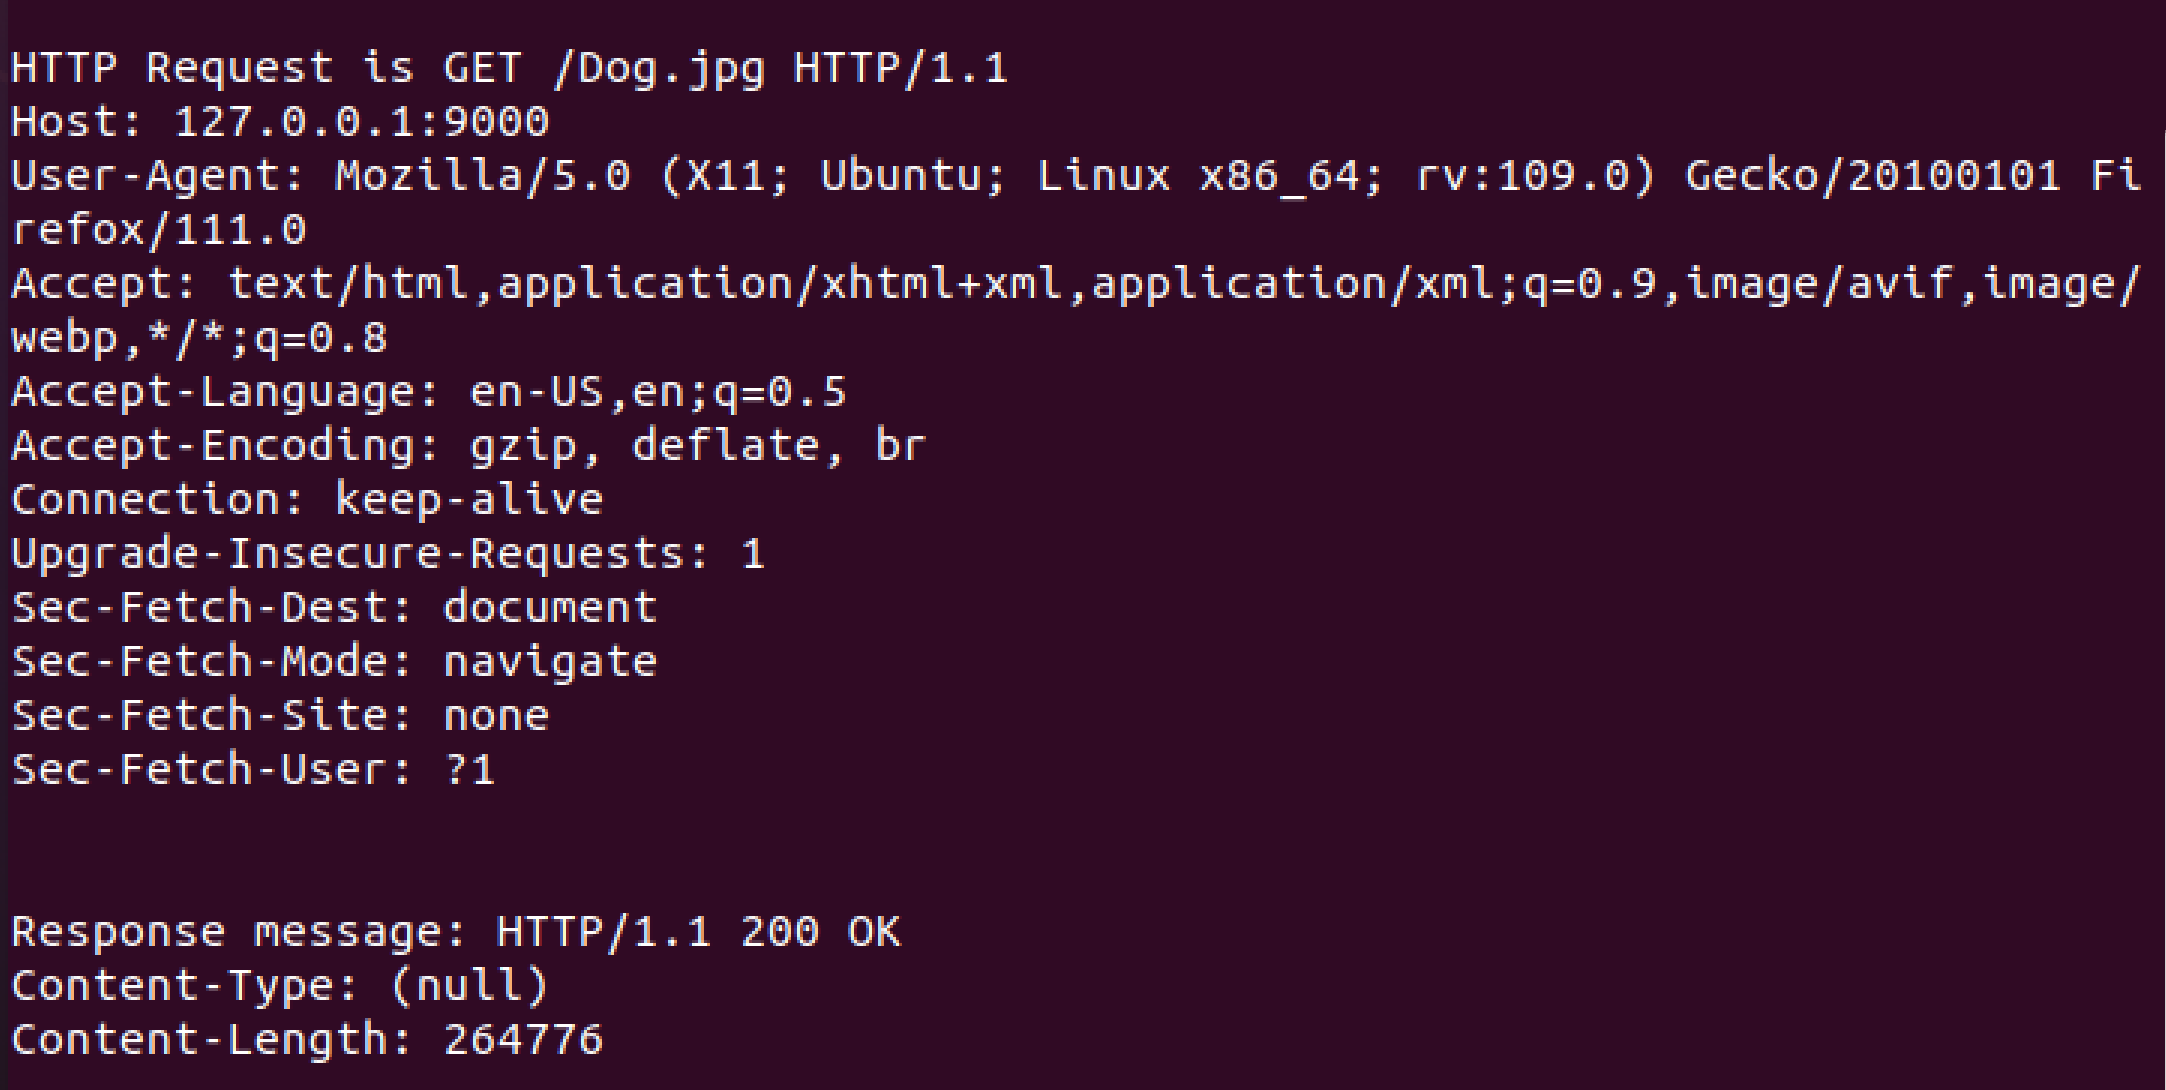 HTTP Request is GET /Dog.jpg HTTP/1.1
Host: 127.0.0.1:9000
User-Agent: Mozilla/5.0 (X11; Ubuntu; Linux x86_64; rv:109.0) Gecko/20100101 Fi
refox/111.0
Accept: text/html,application/xhtml+xml,application/xml;q=0.9,image/avif,image/
webp,*/*;q=0.8
Accept-Language: en-US,en;q=0.5
Accept-Encoding: gzip, deflate, br
Connection: keep-alive
Upgrade-Insecure-Requests: 1
Sec-Fetch-Dest: document
Sec-Fetch-Mode: navigate
Sec-Fetch-Site: none
Sec-Fetch-User: ?1
Response message: HTTP/1.1 200 OK
Content-Type: (null)
Content-Length: 264776